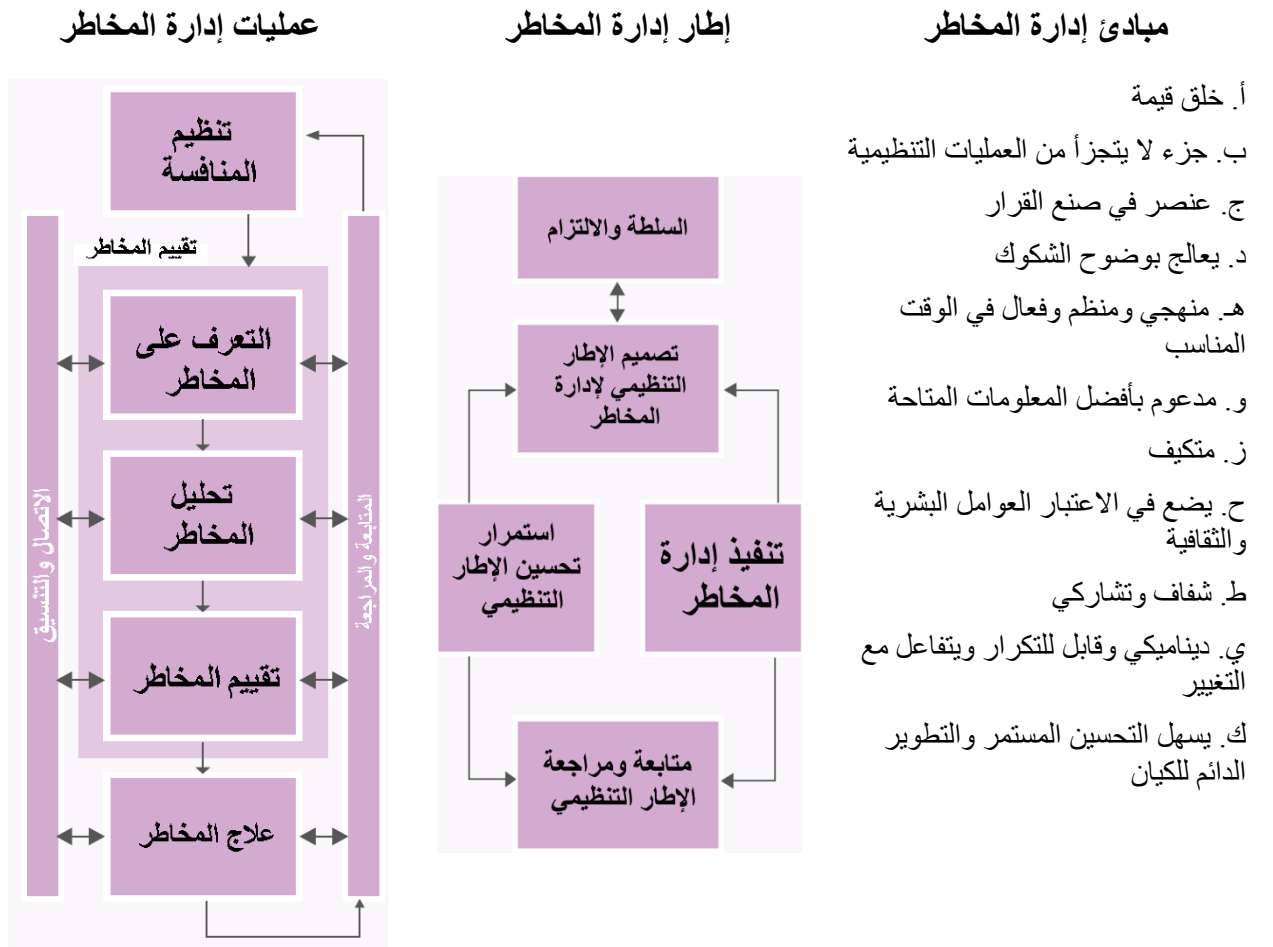 مبادئ إدارة المخاطر
أ. خلق قيمة
ب. جزء لا يتجزأ من العمليات التنظيمية
ج. عنصر في صنع القرار
د. يعالج بوضوح الشكوك
هـ. منهجي ومنظم وفعال في الوقت
المناسب
و. مدعوم بأفضل المعلومات المتاحة
ز. متكيف
ح. يضع في الاعتبار العوامل البشرية
والثقافية
ط. شفاف وتشاركي
ي. ديناميكي وقابل للتكرار ويتفاعل مع
التغيير
ك. يسهل التحسين المستمر والتطوير
الدائم للكيان
إطار إدارة المخاطر
السلطة والالتزام
تصميم الإطار
التنظيمي لإدارة
المخاطر
تنفيذ إدارة
المخاطر
استمرار
تحسين الإطار
التنظيمي
متابعة ومراجعة
الإطار التنظيمي
عمليات إدارة المخاطر
تنظيم
المنافسة
تقييم المخاطر
التعرف على
المخاطر
تحليل
المخاطر
تقييم المخاطر
علاج المخاطر
المتابعة والمراجعة
الاتصال والتنسيق